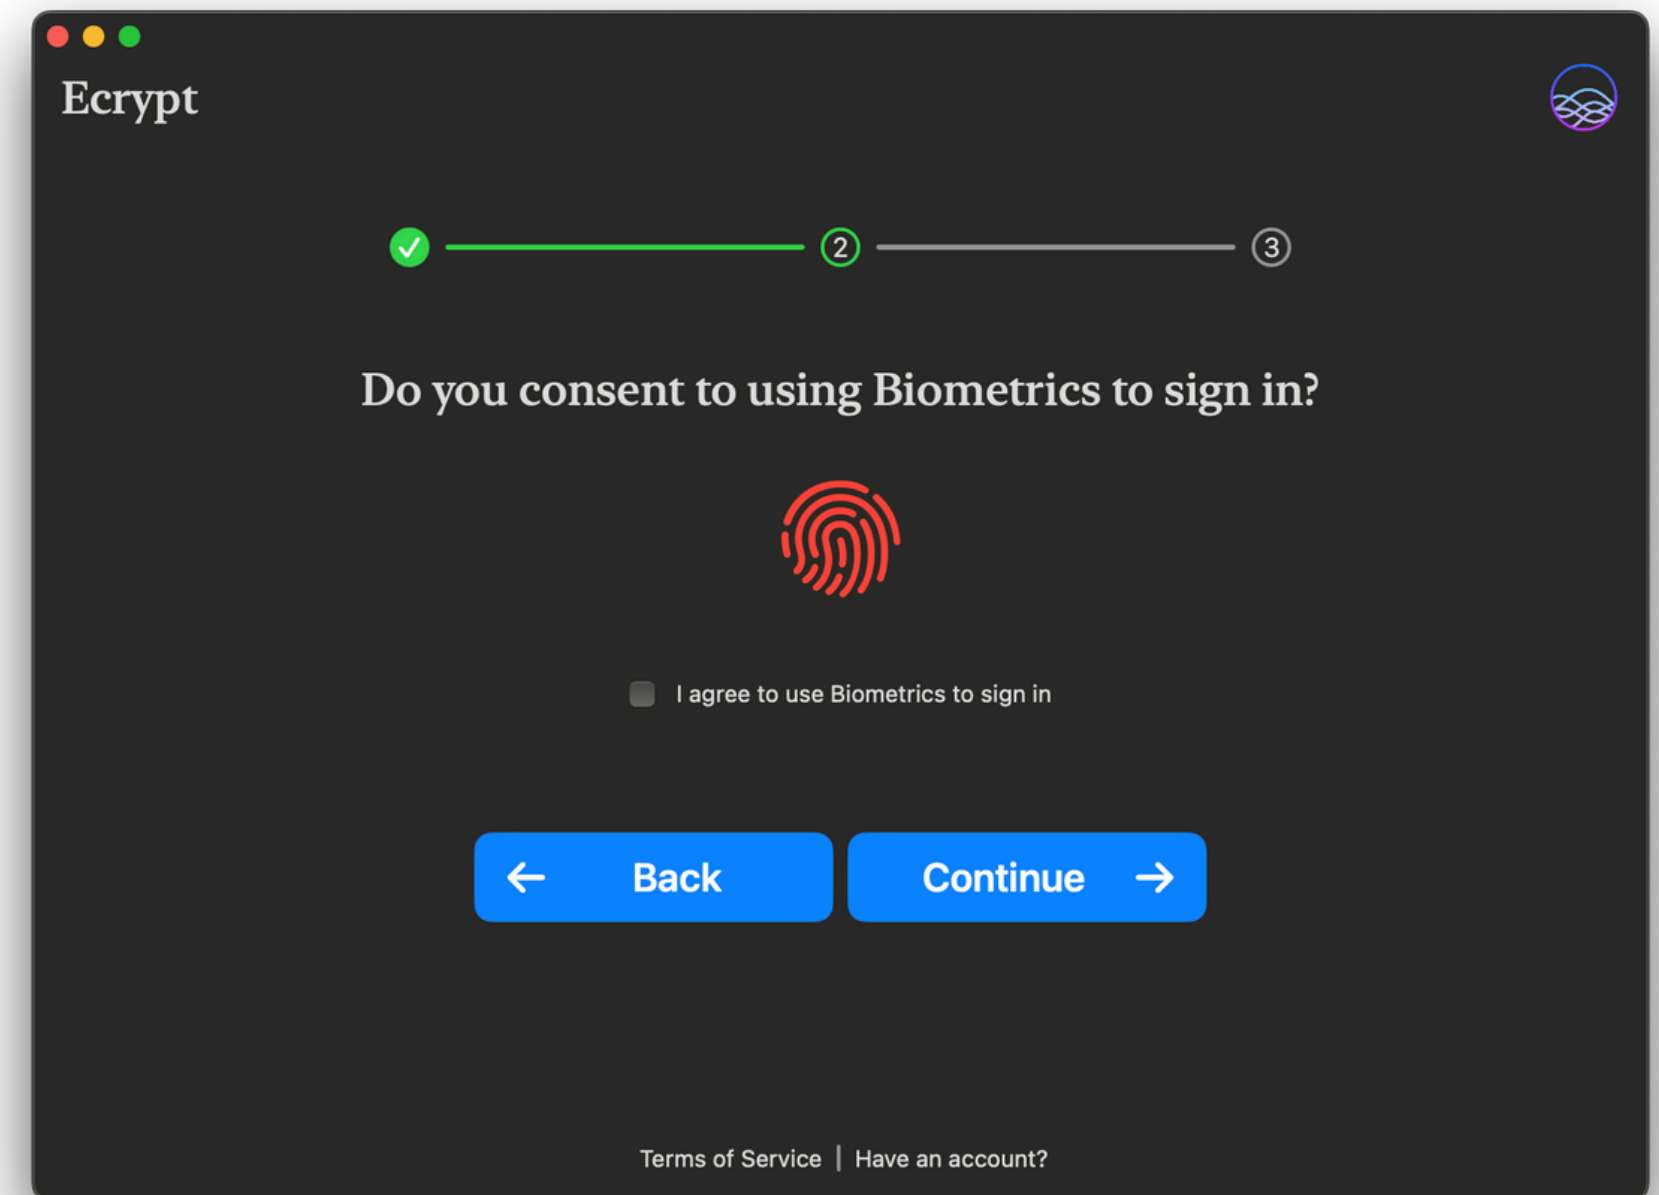 Ecrypt
2
3
Do you consent to using Biometrics to sign in?
I agree to use Biometrics to sign in
Back
Continue
Terms of Service | Have an account?